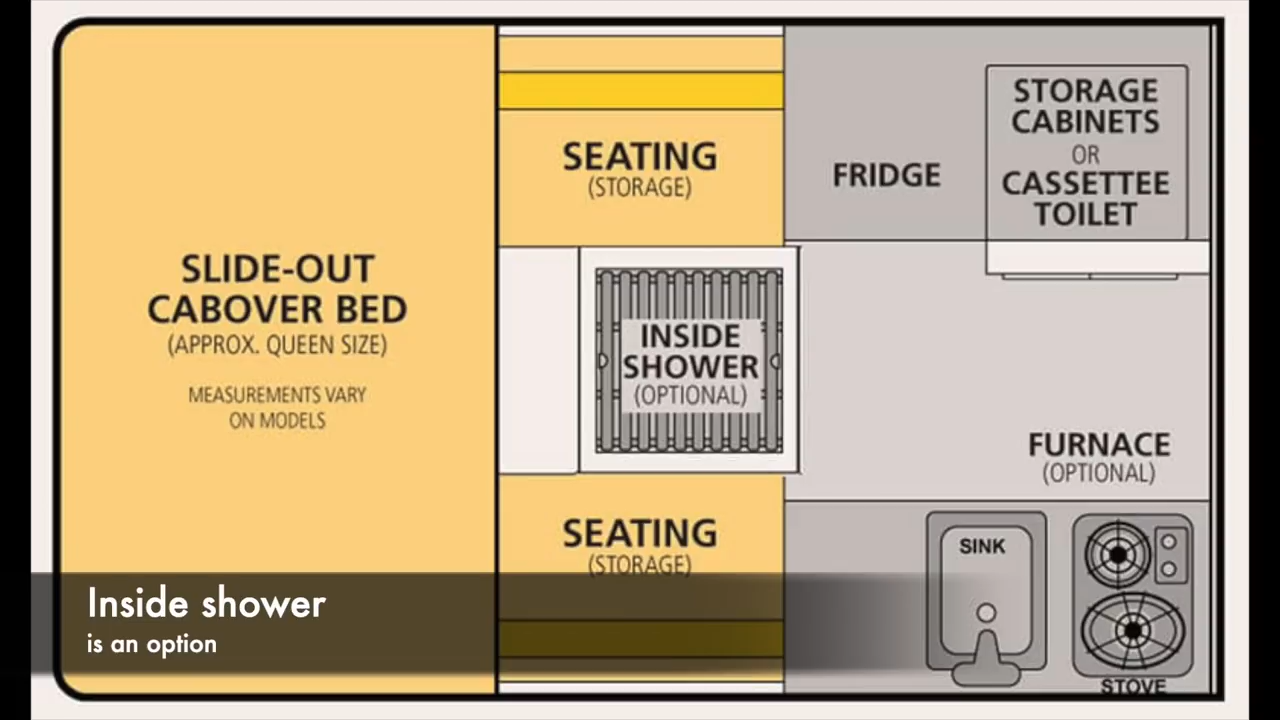 SLIDE-OUT
CABOVER BED
(APPROX. QUEEN SIZE)
MEASUREMENTS VARY
ON MODELS
SEATING
(STORAGE)
INSIDE
SHOWER
(OPTIONAL)
SEATING
(STORAGE)
FRIDGE
STORAGE
CABINETS
OR
CASSETTEE
TOILET
FURNACE
(OPTIONAL)
SINK
STOVE
Inside shower
is an option